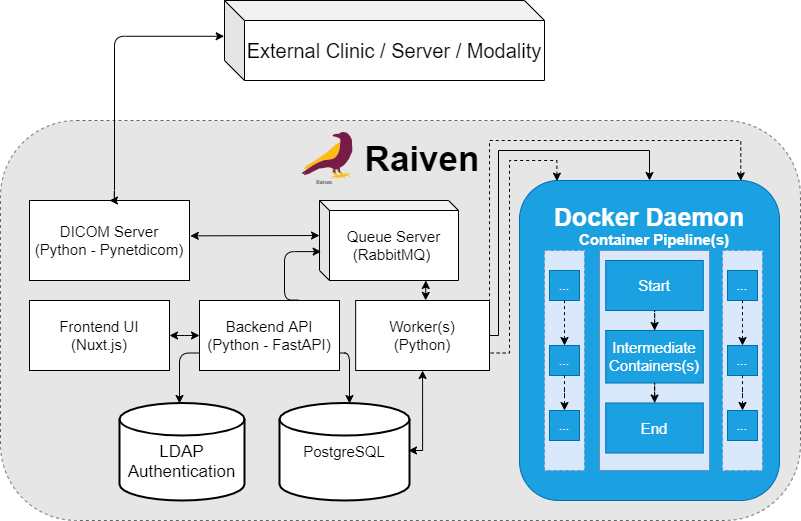 External Clinic / Server / Modality
Raiven
Raiven
DICOM Server
(Python - Pynetdicom)
Queue Server
(RabbitMQ)
Frontend UI
(Nuxt.js)
Backend API
(Python - FastAPI)
Worker(s)
(Python)
LDAP
Authentication
PostgreSQL
Docker Daemon
Container Pipeline(s)
...
...
...
Start
Intermediate
Containers(s)
End
...
...
...